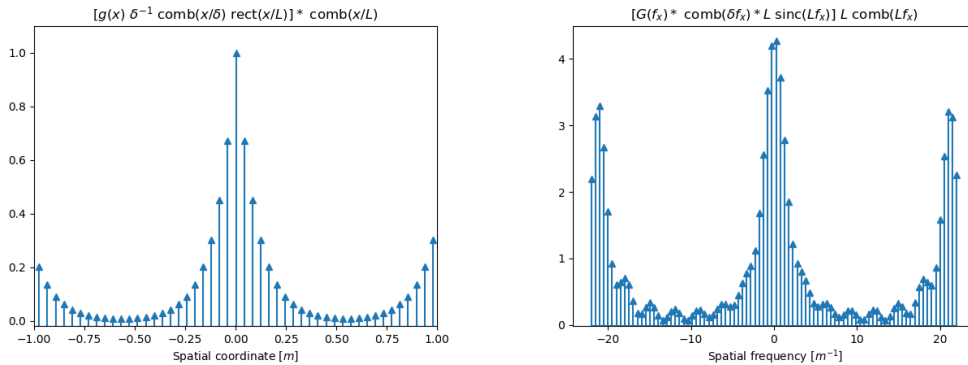 [g(x) δ⁻¹ comb(x/δ) rect(x/L)] * comb(x/L)
1.0
0.8
0.6
0.4
0.2
0.0
−1.00 −0.75 −0.50 −0.25 0.00 0.25 0.50 0.75 1.00
Spatial coordinate [m]
[G(fₓ) * comb(δfₓ) * L sinc(Lfₓ)] L comb(Lfₓ)
4
3
2
1
0
−20 −10 0 10 20
Spatial frequency [m⁻¹]